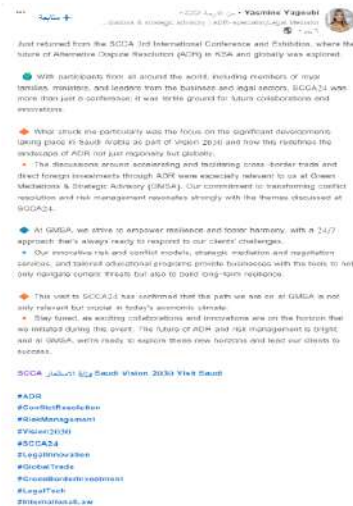 + متابعة
Yasmine Yagoubi •
Just returned from the SCCA 3rd International Conference and Exhibition, where the
future of Alternative Dispute Resolution (ADR) in KSA and globally was explored.
With participants from all around the world, including members of royal
families, ministers, and leaders from the business and legal sectors, SCCA24 was
more than just a conference; it was fertile ground for future collaborations and
innovations.
What struck me particularly was the focus on the significant developments
taking place in Saudi Arabia as part of Vision 2030 and how this redefines the
landscape of ADR not just regionally but globally.
• The discussions around accelerating and facilitating cross-border trade and
direct foreign investments through ADR were especially relevant to us at Green
Mediations & Strategic Advisory (GMSA). Our commitment to transforming conflict
resolution and risk management resonates strongly with the themes discussed at
SCCA24.
At GMSA, we strive to empower resilience and foster harmony, with a 24/7
approach that's always ready to respond to our clients' challenges.
• Our innovative risk and conflict models, strategic mediation and negotiation
services, and tailored educational programs provide businesses with the tools to not
only navigate current threats but also to build long-term resilience.
This visit to SCCA24 has confirmed that the path we are on at GMSA is not
only relevant but crucial in today's economic climate.
• Stay tuned, as exciting collaborations and innovations are on the horizon that
we initiated during this event. The future of ADR and risk management is bright,
and at GMSA, we're ready to explore these new horizons and lead our clients to
success.
SCCA وزارة الاستثمار Saudi Vision 2030 Visit Saudi
#ADR
#ConflictResolution
#RiskManagement
#Vision2030
#SCCA24
#LegalInnovation
#GlobalTrade
#CrossBorderInvestment
#LegalTech
#InternationalLaw